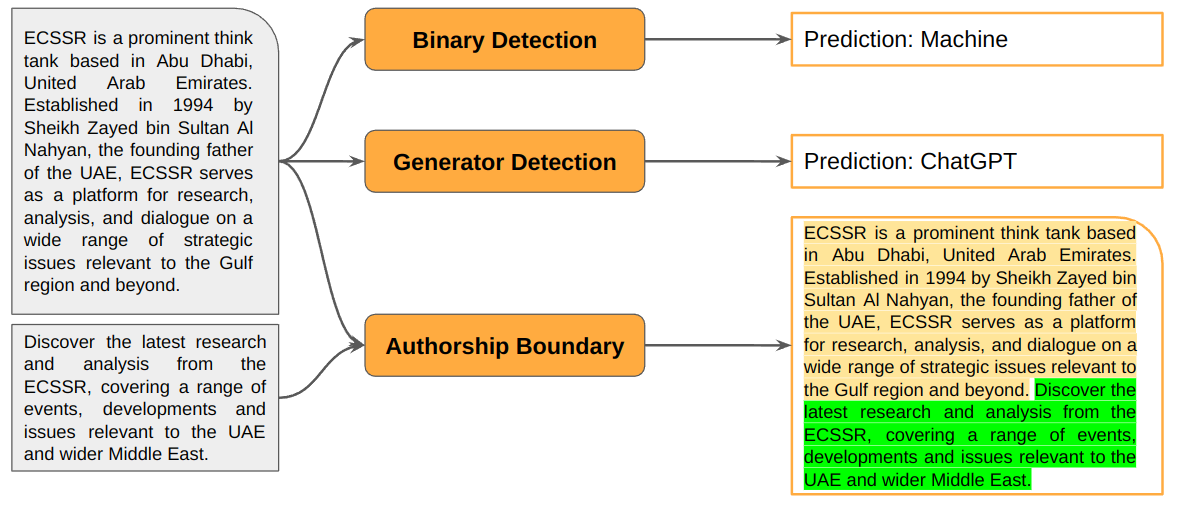 ECSSR is a prominent think
tank based in Abu Dhabi,
United Arab Emirates.
Established in 1994 by
Sheikh Zayed bin Sultan Al
Nahyan, the founding father
of the UAE, ECSSR serves
as a platform for research,
analysis, and dialogue on a
wide range of strategic
issues relevant to the Gulf
region and beyond.
Discover the latest research
and analysis from the
ECSSR, covering a range of
events, developments and
issues relevant to the UAE
and wider Middle East.
Binary Detection
Generator Detection
Authorship Boundary
Prediction: Machine
Prediction: ChatGPT
ECSSR is a prominent think tank based
in Abu Dhabi, United Arab Emirates.
Established in 1994 by Sheikh Zayed bin
Sultan Al Nahyan, the founding father of
the UAE, ECSSR serves as a platform
for research, analysis, and dialogue on a
wide range of strategic issues relevant to
the Gulf region and beyond. Discover the
latest research and analysis from the
ECSSR, covering a range of events,
developments and issues relevant to the
UAE and wider Middle East.